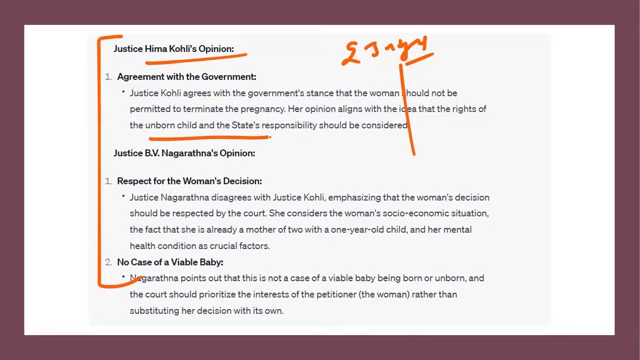 Justice Hima Kohli's Opinion:
1. Agreement with the Government:
• Justice Kohli agrees with the government's stance that the woman should not be
permitted to terminate the pregnancy. Her opinion aligns with the idea that the rights of
the unborn child and the State's responsibility should be considered.
Justice B.V. Nagarathna's Opinion:
1. Respect for the Woman's Decision:
• Justice Nagarathna disagrees with Justice Kohli, emphasizing that the woman's decision
should be respected by the court. She considers the woman's socio-economic situation,
the fact that she is already a mother of two with a one-year-old child, and her mental
health condition as crucial factors.
2. No Case of a Viable Baby:
• Nagarathna points out that this is not a case of a viable baby being born or unborn, and
the court should prioritize the interests of the petitioner (the woman) rather than
substituting her decision with its own.